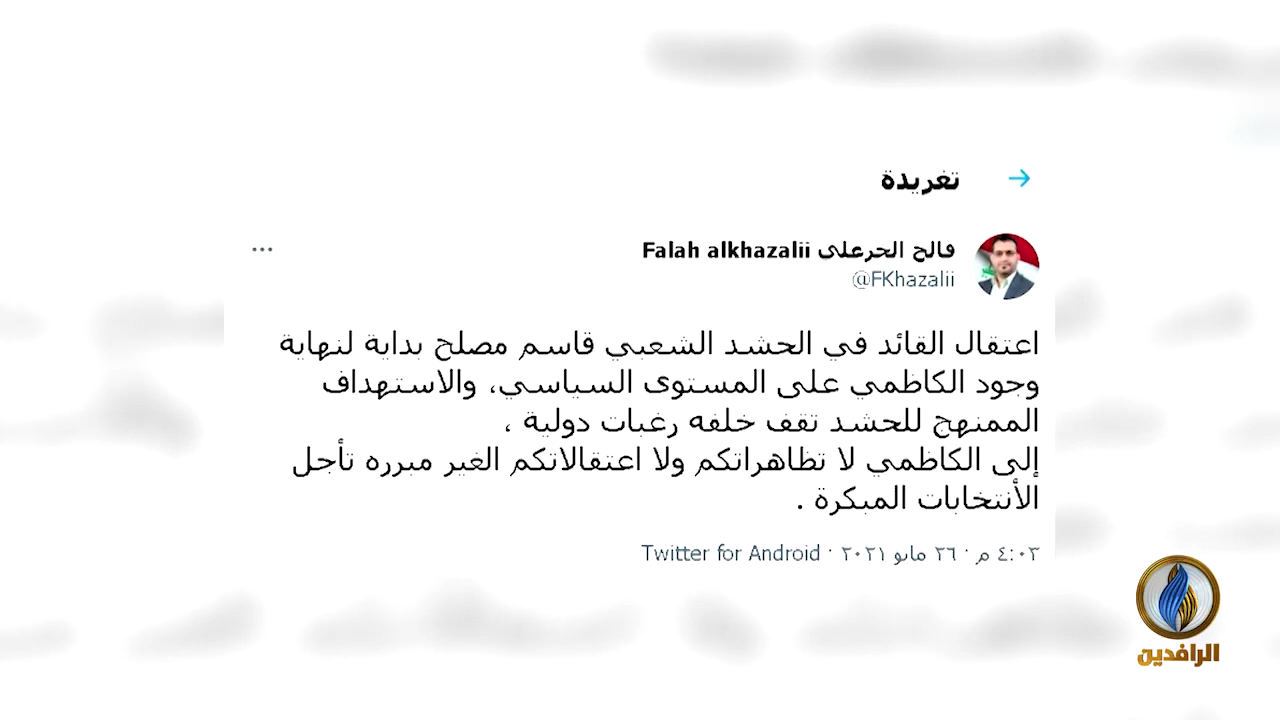 تغريدة
فالح الخزعلي Falah alkhazalii
@FKhazalii
اعتقال القائد في الحشد الشعبي قاسم مصلح بداية لنهاية
وجود الكاظمي على المستوى السياسي، والاستهداف
الممنهج للحشد تقف خلفه رغبات دولية ،
إلى الكاظمي لا تظاهراتكم ولا اعتقالاتكم الغير مبرره تأجل
الأنتخابات المبكرة .
٤:٠٣ م · ٢٦ مايو ٢٠٢١ · Twitter for Android
الرافدين